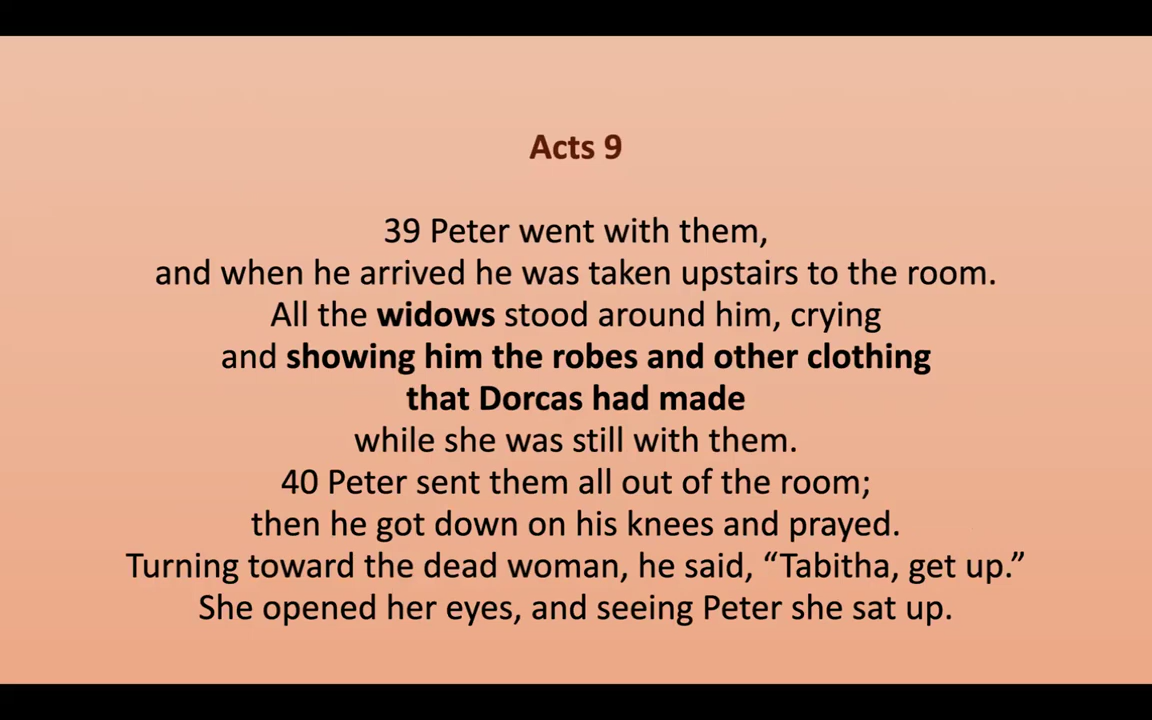 Acts 9
39 Peter went with them,
and when he arrived he was taken upstairs to the room.
All the widows stood around him, crying
and showing him the robes and other clothing
that Dorcas had made
while she was still with them.
40 Peter sent them all out of the room;
then he got down on his knees and prayed.
Turning toward the dead woman, he said, “Tabitha, get up.”
She opened her eyes, and seeing Peter she sat up.